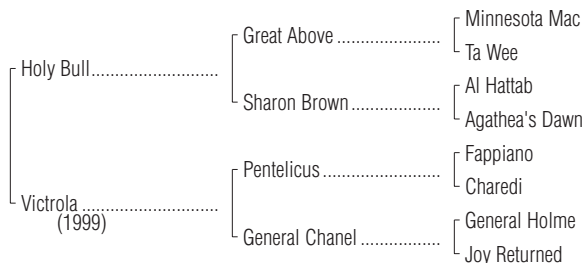 Minnesota Mac
Great Above ........................
Ta Wee
Holy Bull..............................
Al Hattab
Sharon Brown .....................
Agathea's Dawn
Fappiano
Pentelicus ............................
Charedi
Victrola ................................
(1999)
General Holme
General Chanel ...................
Joy Returned